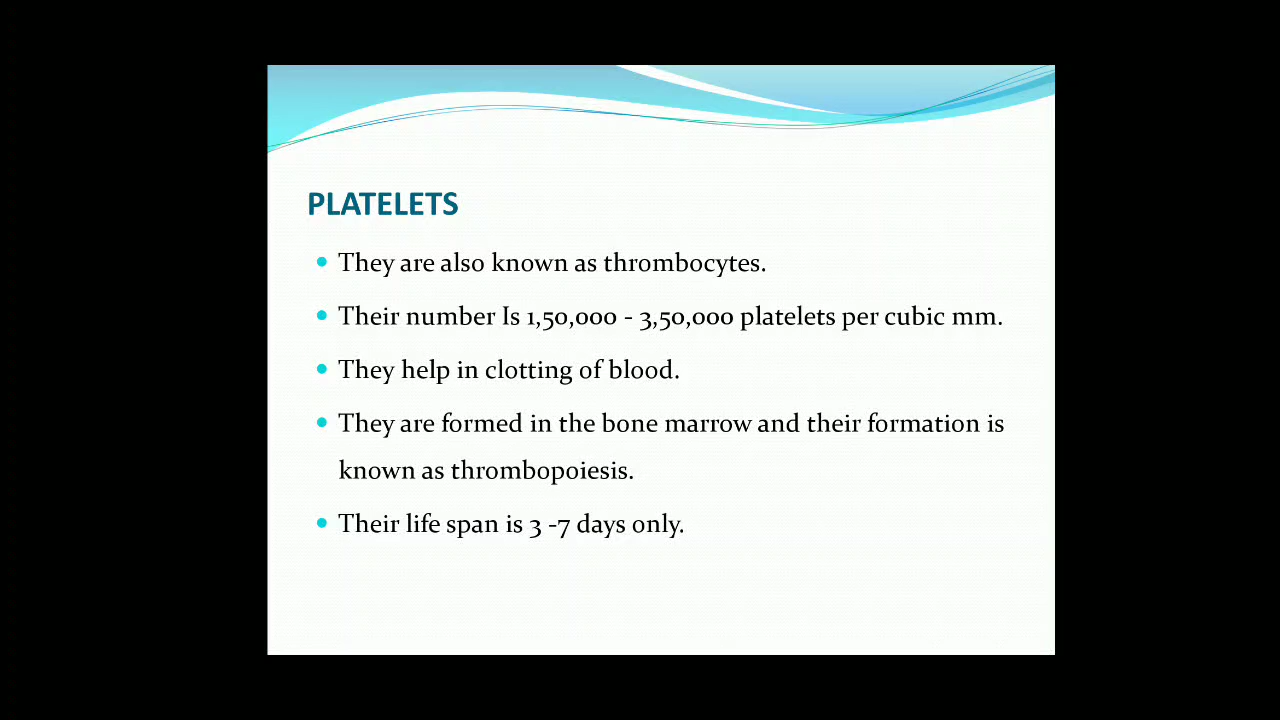 PLATELETS
They are also known as thrombocytes.
Their number Is 1,50,000 - 3,50,000 platelets per cubic mm.
They help in clotting of blood.
They are formed in the bone marrow and their formation is
known as thrombopoiesis.
Their life span is 3 -7 days only.